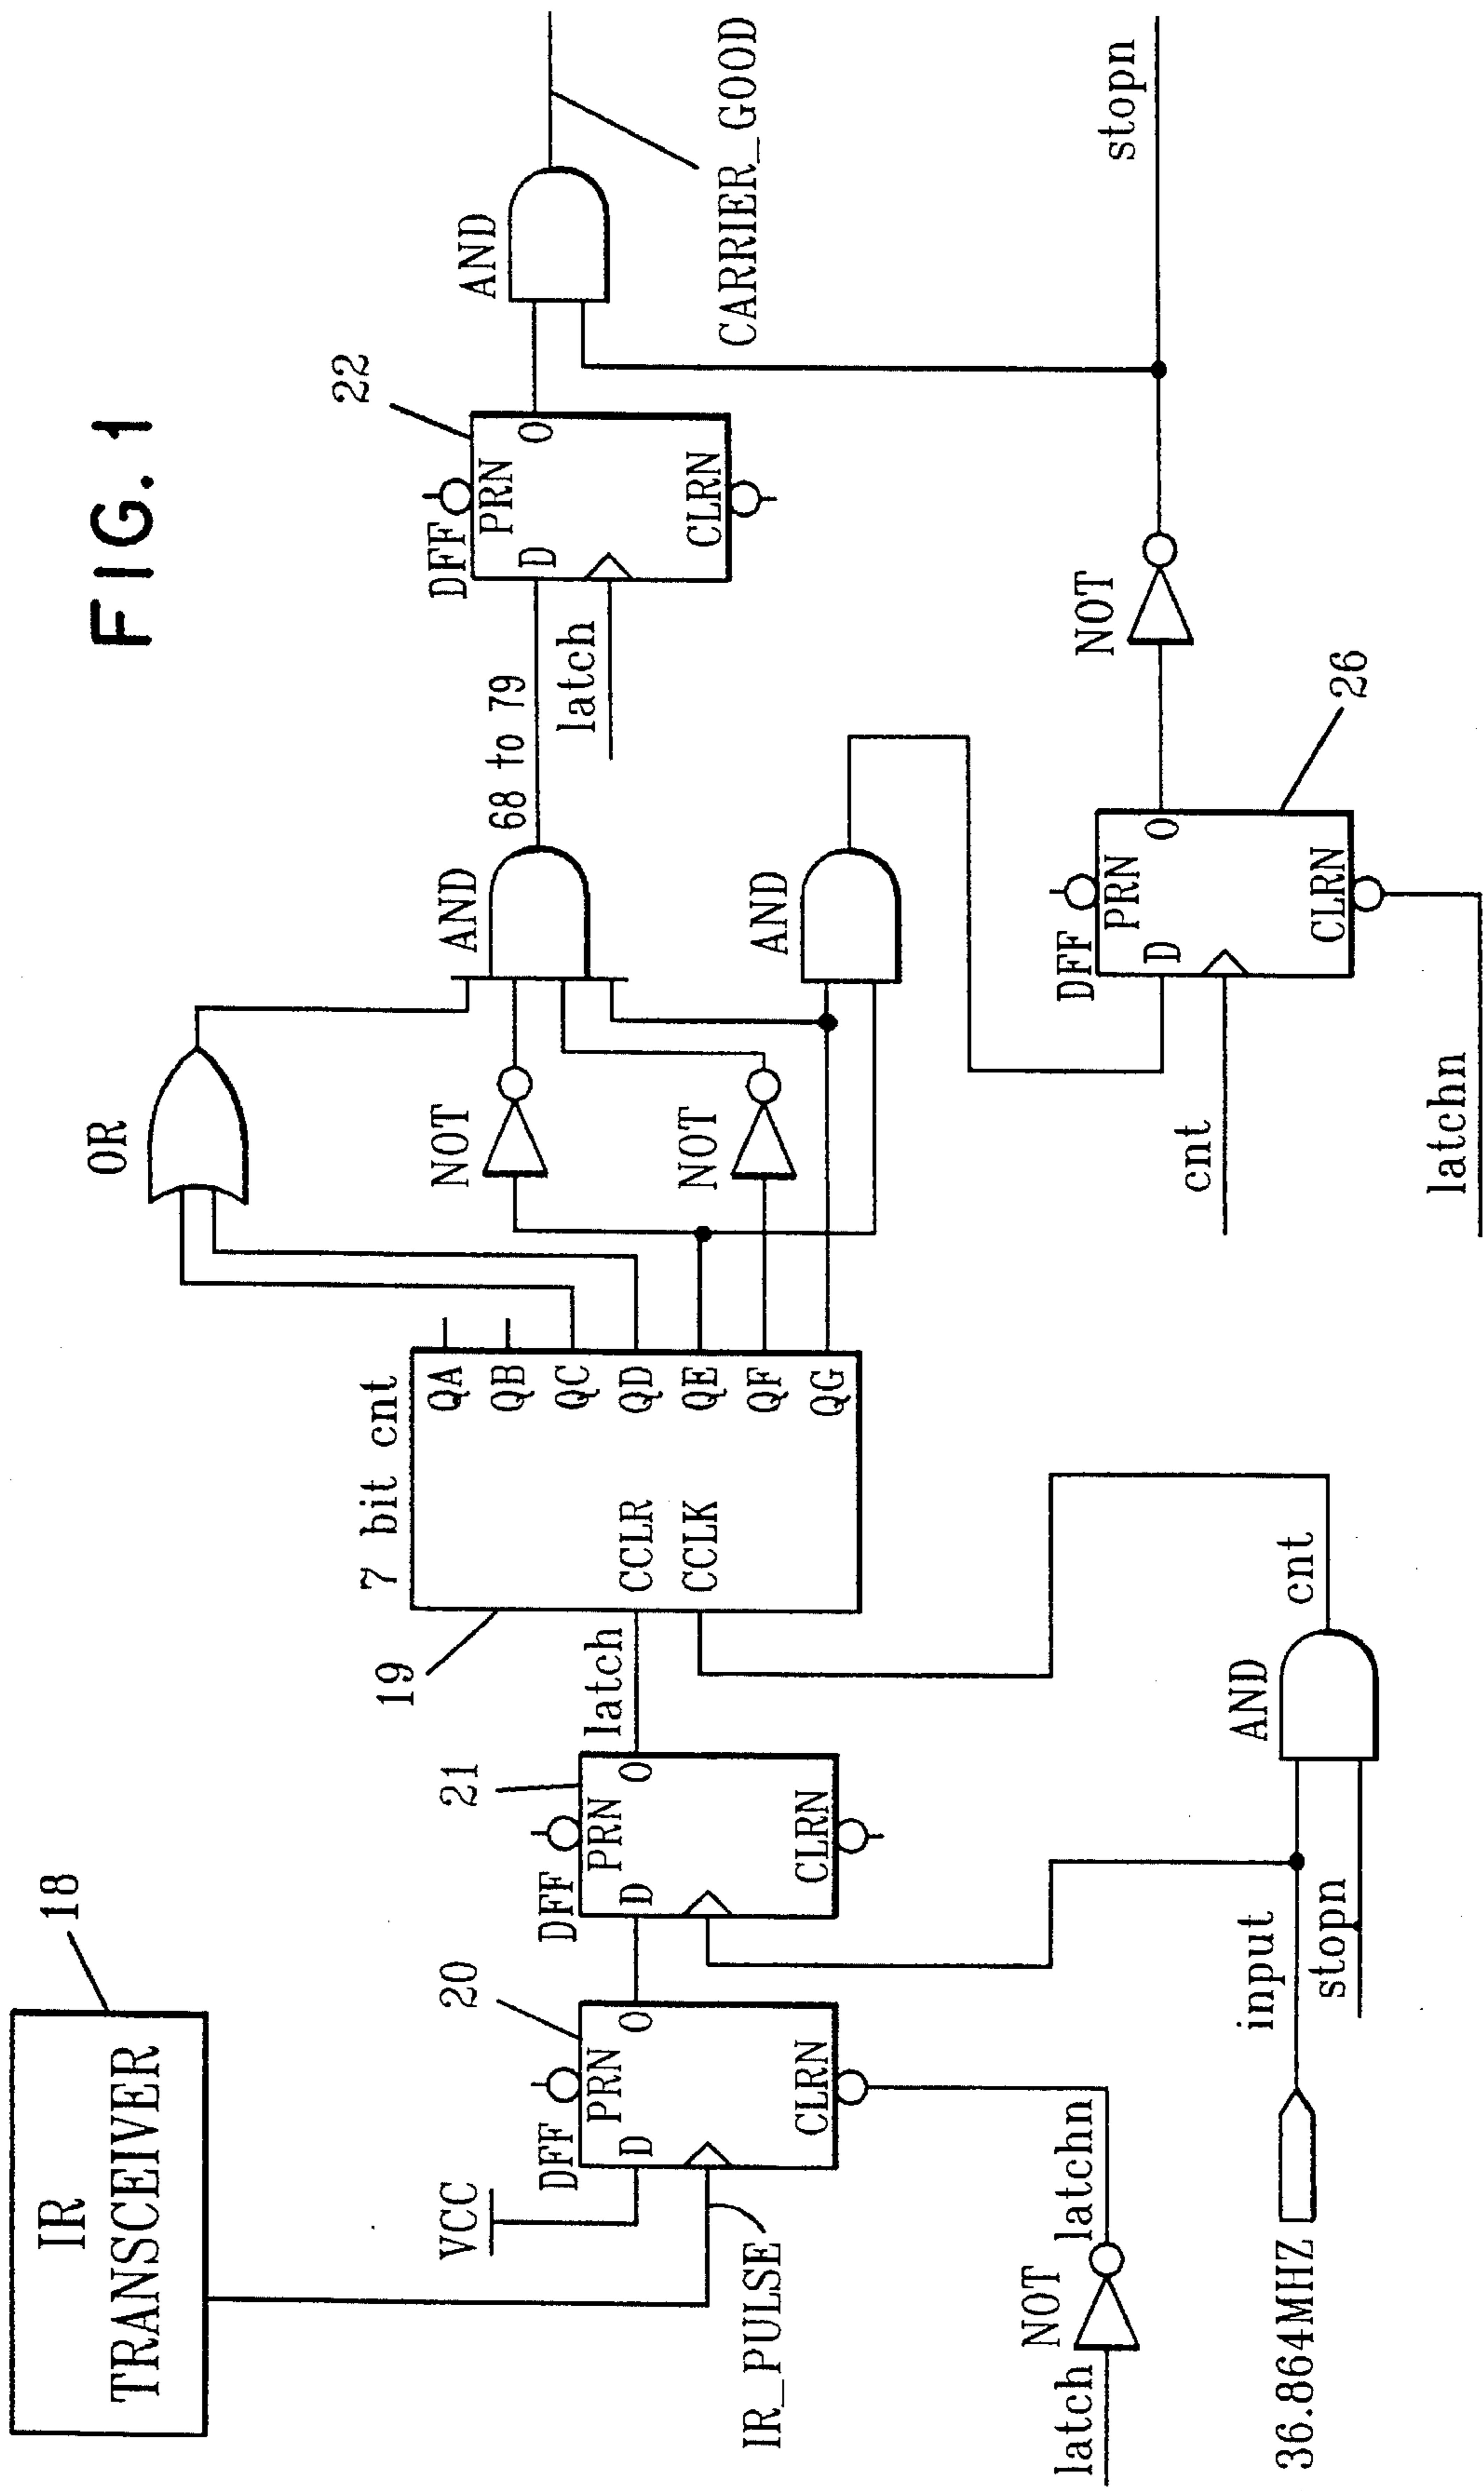 FIG. 1
IR
TRANSCEIVER
18
VCC
IR_PULSE
DFF
20
PRN
D
O
CLRN
latch
NOT
latchn
DFF
21
PRN
D
O
CLRN
latch
36.864MHZ
input
stopn
AND
cnt
19
7 bit cnt
CCLR
CCLK
QA
QB
QC
QD
QE
QF
QG
OR
NOT
NOT
AND
68 to 79
AND
latch
DFF
22
PRN
D
O
CLRN
AND
CARRIER_GOOD
cnt
latchn
DFF
PRN
D
O
CLRN
26
NOT
stopn